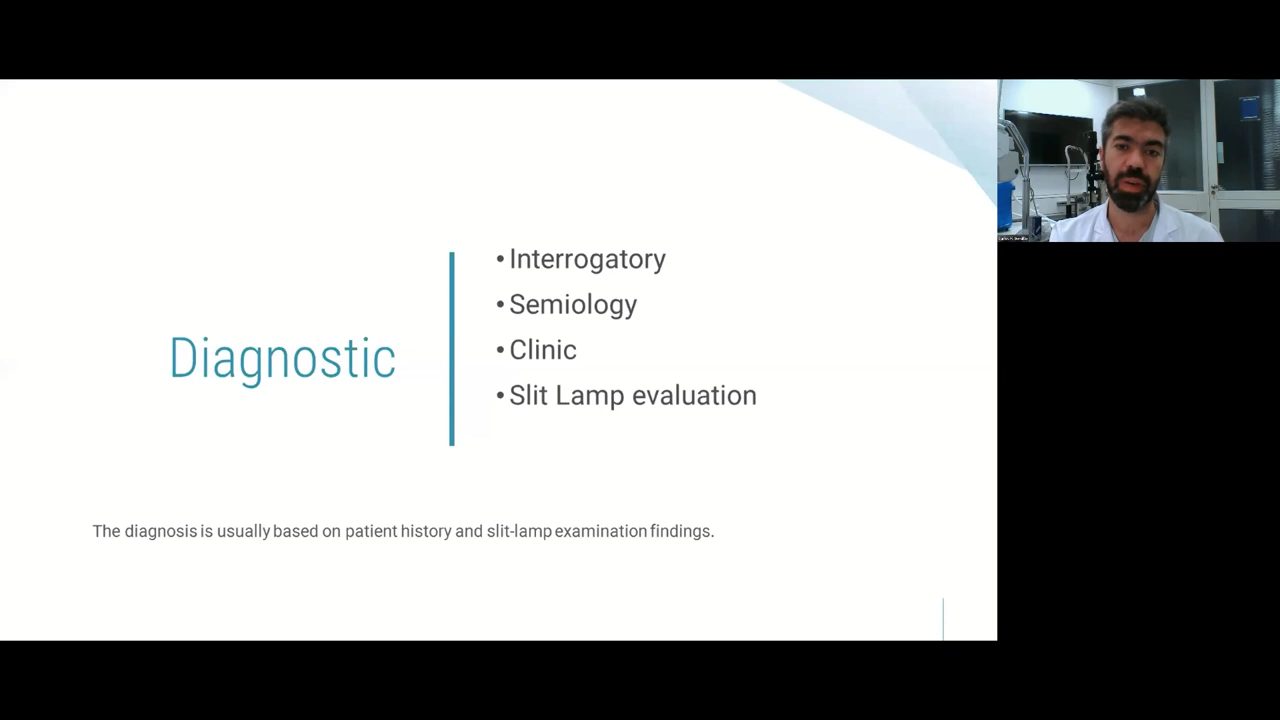 Diagnostic
• Interrogatory
• Semiology
• Clinic
• Slit Lamp evaluation
The diagnosis is usually based on patient history and slit-lamp examination findings.